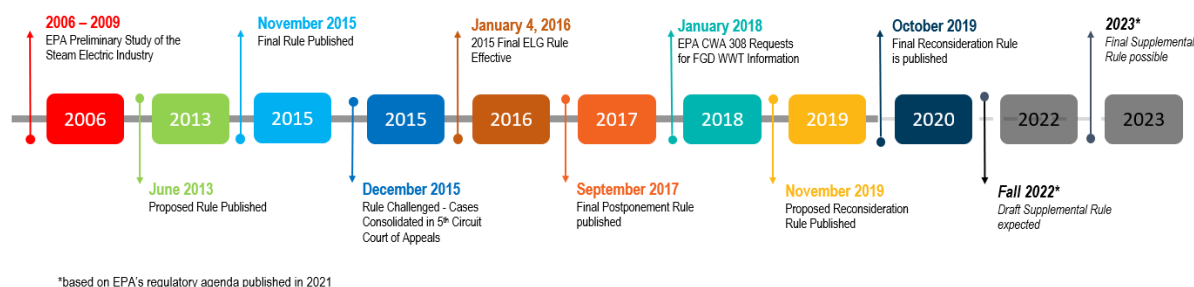 2006 – 2009
EPA Preliminary Study of the
Steam Electric Industry
November 2015
Final Rule Published
January 4, 2016
2015 Final ELG Rule
Effective
January 2018
EPA CWA 308 Requests
for FGD WWT Information
October 2019
Final Reconsideration Rule
is published
2023*
Final Supplemental
Rule possible
2006
2013
2015
2015
2016
2017
2018
2019
2020
2022
2023
June 2013
Proposed Rule Published
December 2015
Rule Challenged - Cases
Consolidated in 5th Circuit
Court of Appeals
September 2017
Final Postponement Rule
published
November 2019
Proposed Reconsideration
Rule Published
Fall 2022*
Draft Supplemental Rule
expected
*based on EPA's regulatory agenda published in 2021